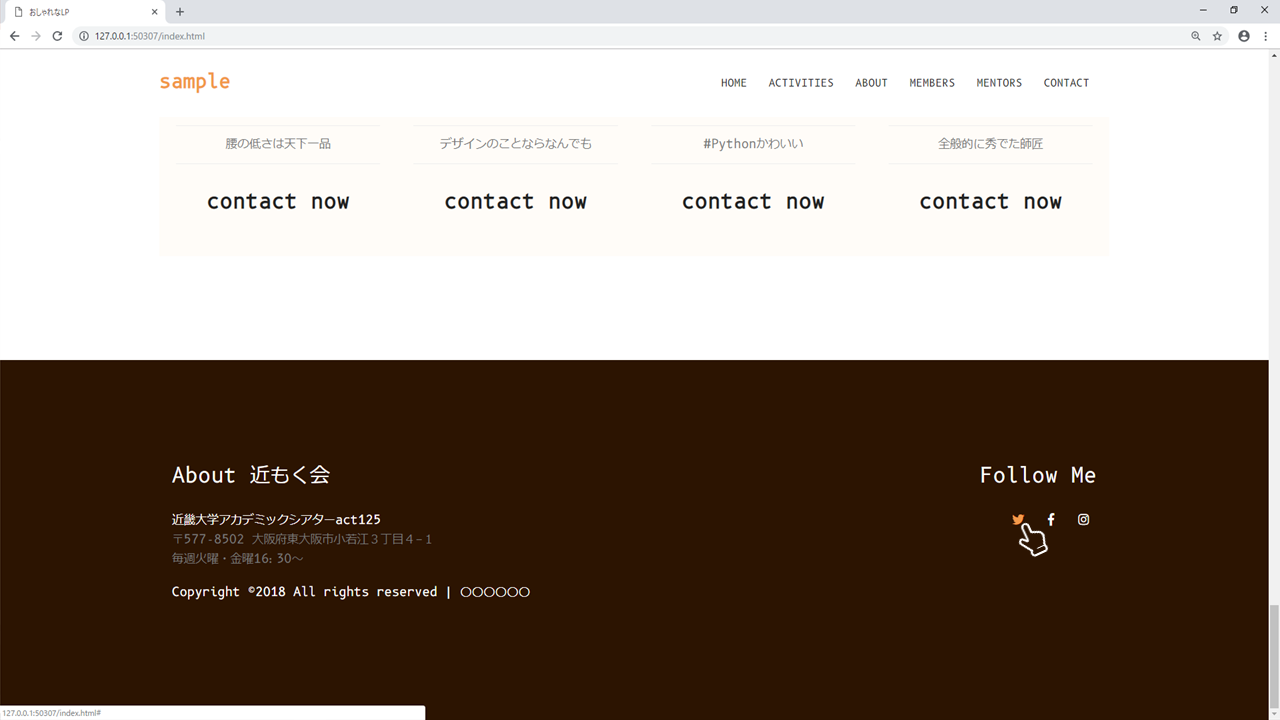 おしゃれなLP
127.0.0.1:50307/index.html
sample
HOME ACTIVITIES ABOUT MEMBERS MENTORS CONTACT
腰の低さは天下一品 デザインのことならなんでも #Pythonかわいい 全般的に秀でた師匠
contact now contact now contact now contact now
About 近もく会 Follow Me
近畿大学アカデミックシアターact125
〒577-8502 大阪府東大阪市小若江３丁目４−１
毎週火曜・金曜16：30〜
Copyright ©2018 All rights reserved | 〇〇〇〇〇〇
127.0.0.1:50307/index.html#